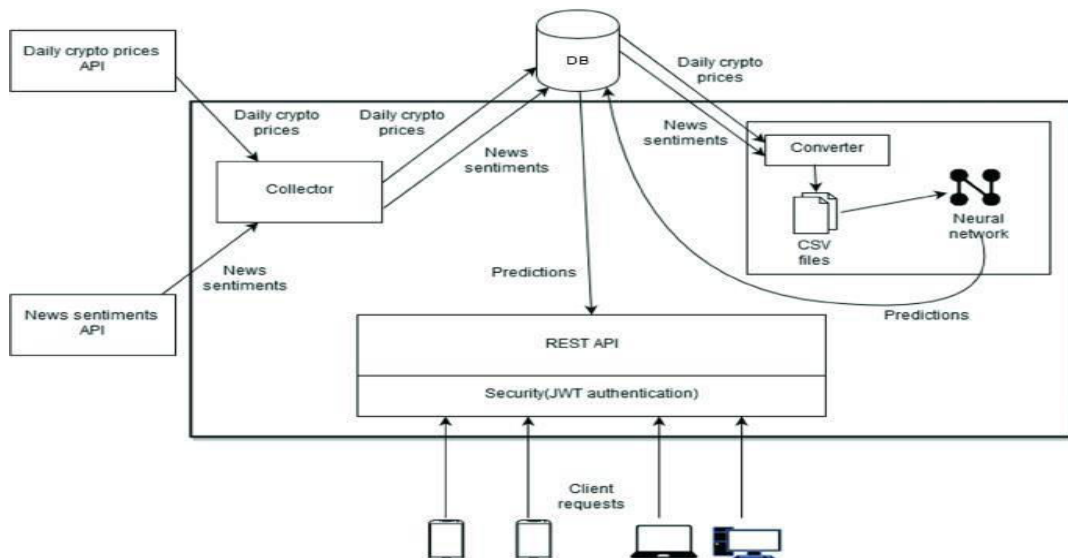 Daily crypto prices
API
DB
Daily crypto
prices
Daily crypto
prices
Daily crypto
prices
News
sentiments
News
sentiments
Converter
Collector
CSV
files
Neural
network
News
sentiments
Predictions
News sentiments
API
Predictions
REST API
Security(JWT authentication)
Client
requests